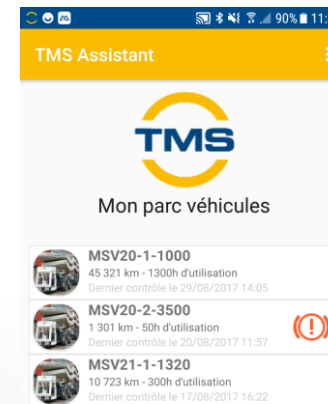 90% 11:
TMS Assistant
TMS
Mon parc véhicules
MSV20-1-1000
45 321 km - 1300h d'utilisation
Dernier contrôle le 29/08/2017 14:05
MSV20-2-3500
1 301 km - 50h d'utilisation
Dernier contrôle le 20/08/2017 11:57
MSV21-1-1320
10 723 km - 300h d'utilisation
Dernier contrôle le 17/08/2017 16:22